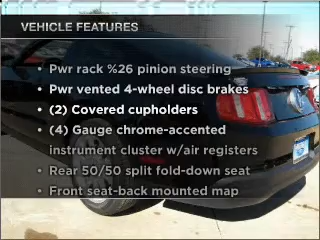 VEHICLE FEATURES
• Pwr rack %26 pinion steering
• Pwr vented 4-wheel disc brakes
• (2) Covered cupholders
• (4) Gauge chrome-accented
instrument cluster w/air registers
• Rear 50/50 split fold-down seat
• Front seat-back mounted map